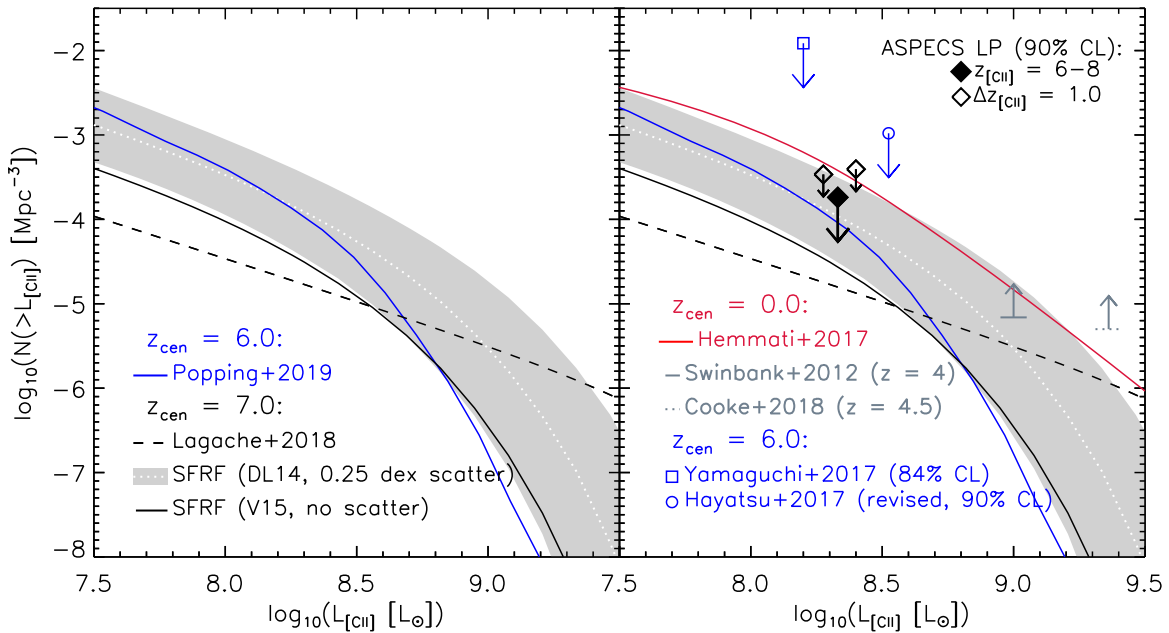 log₁₀(N(>L[CII]) [Mpc⁻³])
−2
−3
−4
−5
−6
−7
−8
z_cen = 6.0:
Popping+2019
z_cen = 7.0:
Lagache+2018
SFRF (DL14, 0.25 dex scatter)
SFRF (V15, no scatter)
7.5 8.0 8.5 9.0
log₁₀(L[CII] [L☉])
ASPECS LP (90% CL):
z[CII] = 6−8
Δz[CII] = 1.0
z_cen = 0.0:
Hemmati+2017
Swinbank+2012 (z = 4)
Cooke+2018 (z = 4.5)
z_cen = 6.0:
Yamaguchi+2017 (84% CL)
Hayatsu+2017 (revised, 90% CL)
7.5 8.0 8.5 9.0 9.5
log₁₀(L[CII] [L☉])